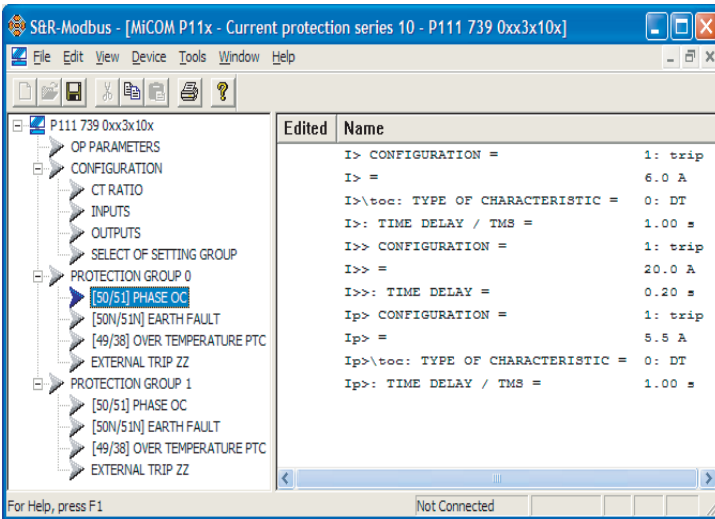 S&R-Modbus - [MiCOM P11x - Current protection series 10 - P111 739 0xx3x10x]
File Edit View Device Tools Window Help
P111 739 0xx3x10x
OP PARAMETERS
CONFIGURATION
CT RATIO
INPUTS
OUTPUTS
SELECT OF SETTING GROUP
PROTECTION GROUP 0
[50/51] PHASE OC
[50N/51N] EARTH FAULT
[49/38] OVER TEMPERATURE PTC
EXTERNAL TRIP ZZ
PROTECTION GROUP 1
[50/51] PHASE OC
[50N/51N] EARTH FAULT
[49/38] OVER TEMPERATURE PTC
EXTERNAL TRIP ZZ
Edited Name
I> CONFIGURATION = 1: trip
I> = 6.0 A
I>\toc: TYPE OF CHARACTERISTIC = 0: DT
I>: TIME DELAY / TMS = 1.00 s
I>> CONFIGURATION = 1: trip
I>> = 20.0 A
I>>: TIME DELAY = 0.20 s
Ip> CONFIGURATION = 1: trip
Ip> = 5.5 A
Ip>\toc: TYPE OF CHARACTERISTIC = 0: DT
Ip>: TIME DELAY / TMS = 1.00 s
For Help, press F1 Not Connected